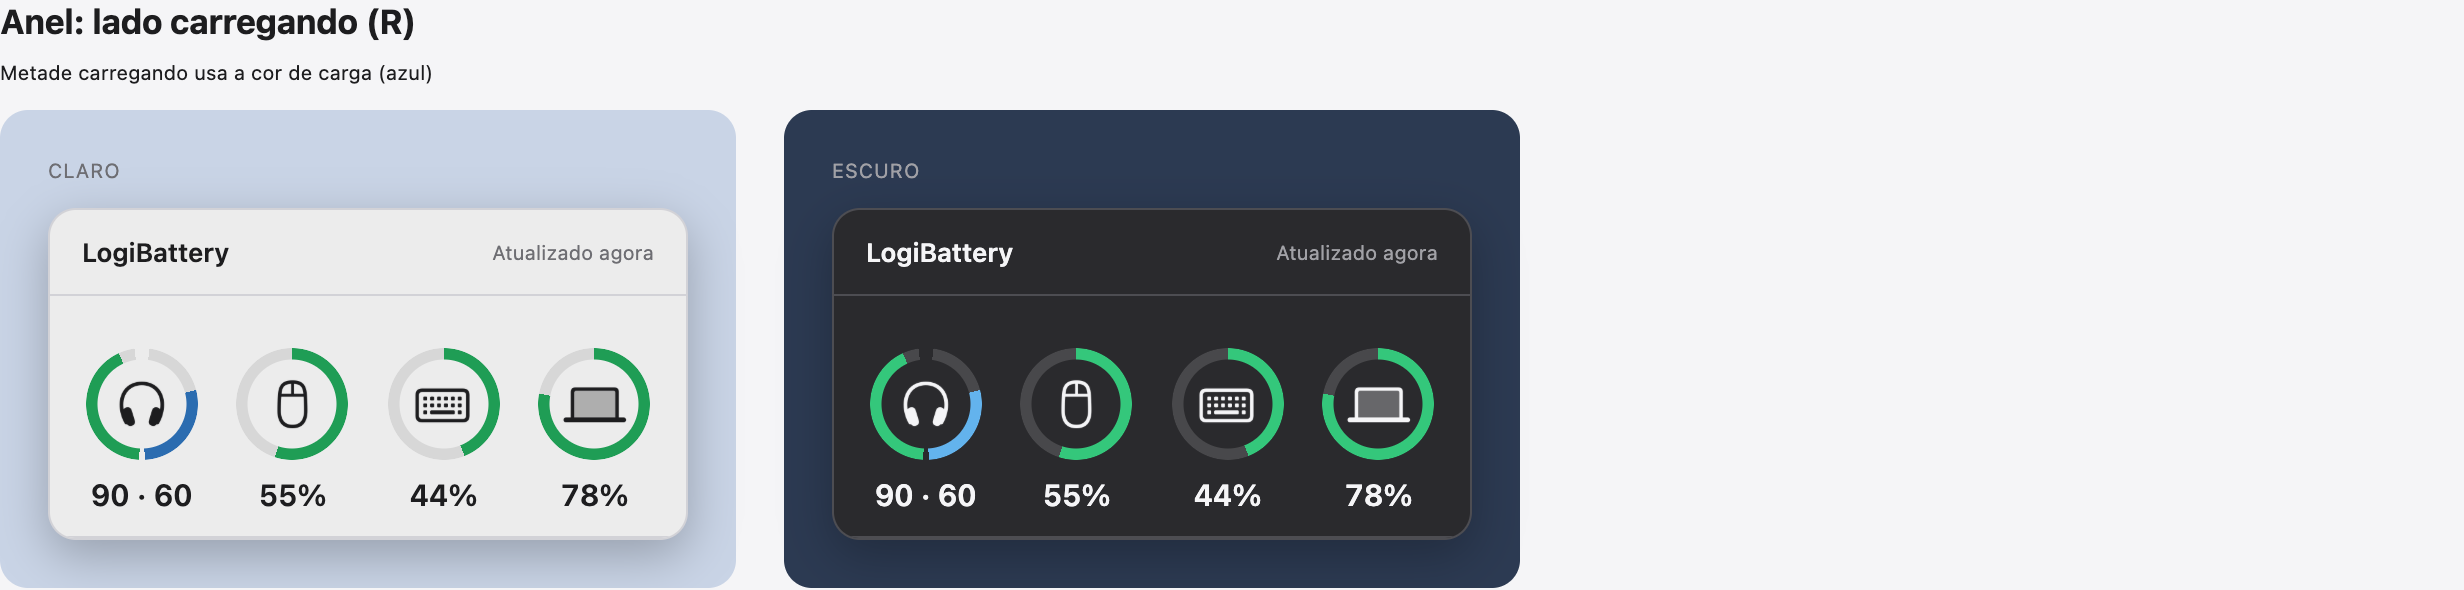 Anel: lado carregando (R)
Metade carregando usa a cor de carga (azul)
CLARO
LogiBattery
Atualizado agora
90 · 60
55%
44%
78%
ESCURO
LogiBattery
Atualizado agora
90 · 60
55%
44%
78%